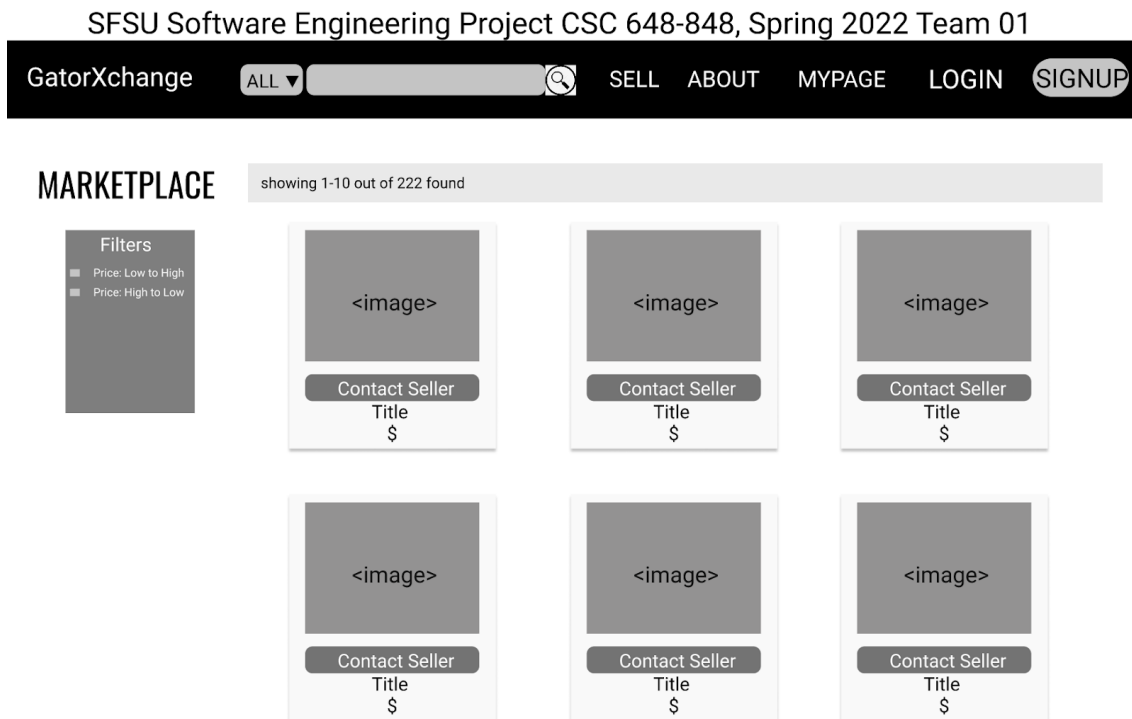 SFSU Software Engineering Project CSC 648-848, Spring 2022 Team 01
GatorXchange ALL ▼ SELL ABOUT MYPAGE LOGIN SIGNUP
MARKETPLACE
showing 1-10 out of 222 found
Filters
Price: Low to High
Price: High to Low
<image> <image> <image>
Contact Seller Contact Seller Contact Seller
Title Title Title
$ $ $
<image> <image> <image>
Contact Seller Contact Seller Contact Seller
Title Title Title
$ $ $